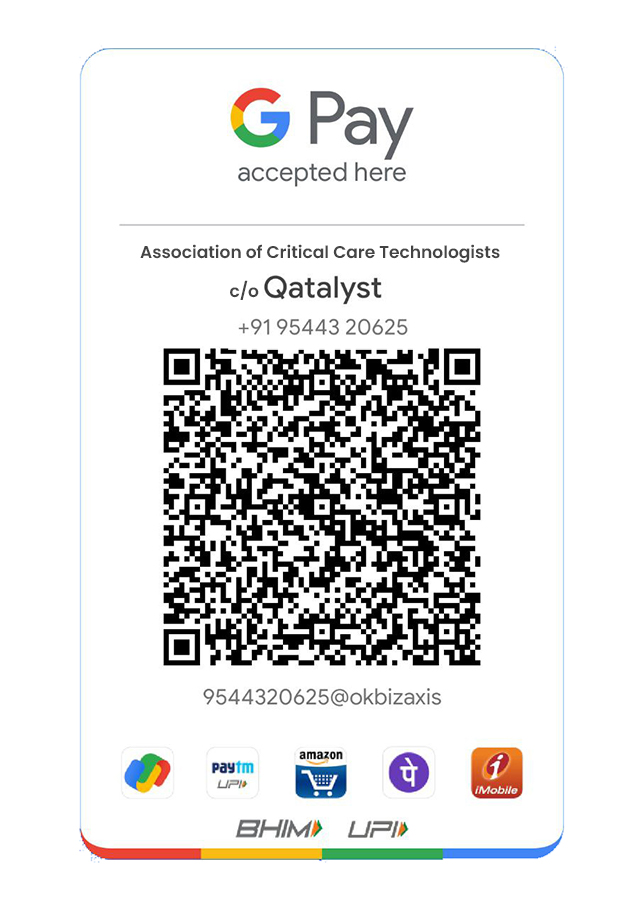 G Pay
accepted here
Association of Critical Care Technologists
c/o Qatalyst
+91 95443 20625
9544320625@okbizaxis
paytm
UPI
amazon
पे
i
iMobile
BHIM UPI